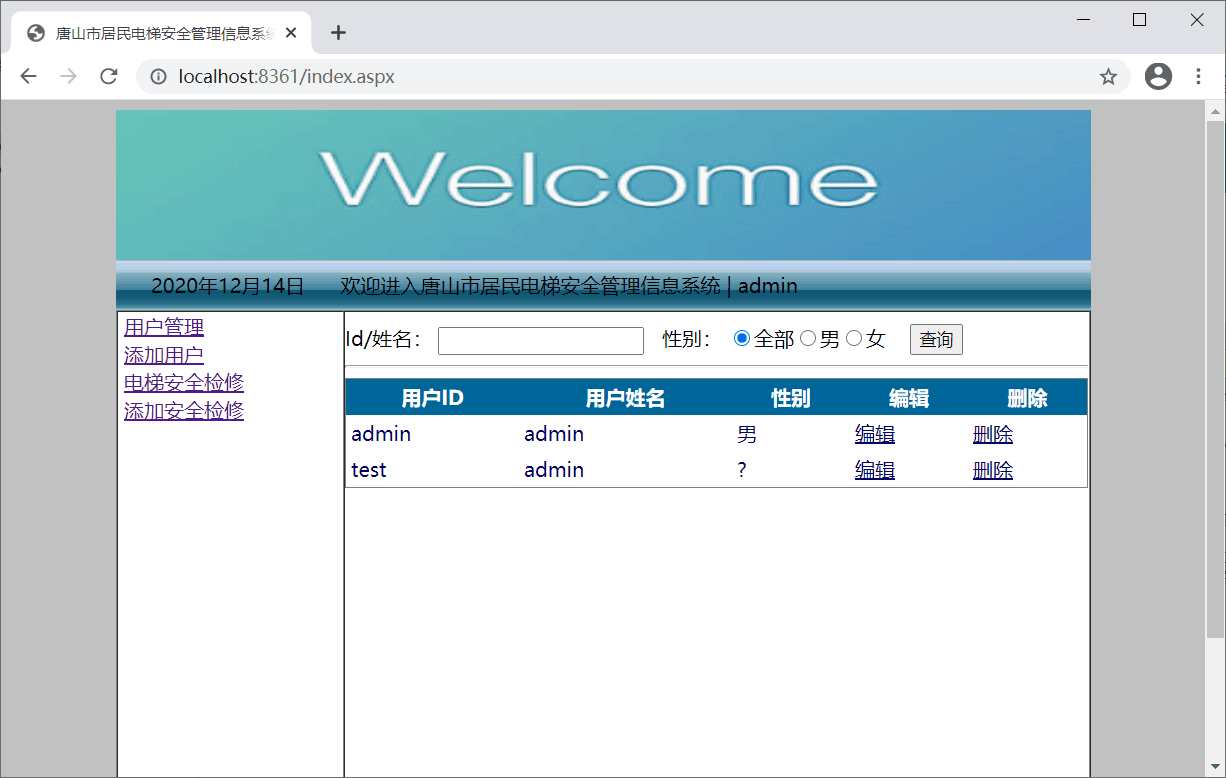 唐山市居民电梯安全管理信息系统
localhost:8361/index.aspx
Welcome
2020年12月14日 欢迎进入唐山市居民电梯安全管理信息系统 | admin
用户管理
添加用户
电梯安全检修
添加安全检修
Id/姓名： 性别： 全部 男 女 查询
用户ID 用户姓名 性别 编辑 删除
admin admin 男 编辑 删除
test admin ? 编辑 删除